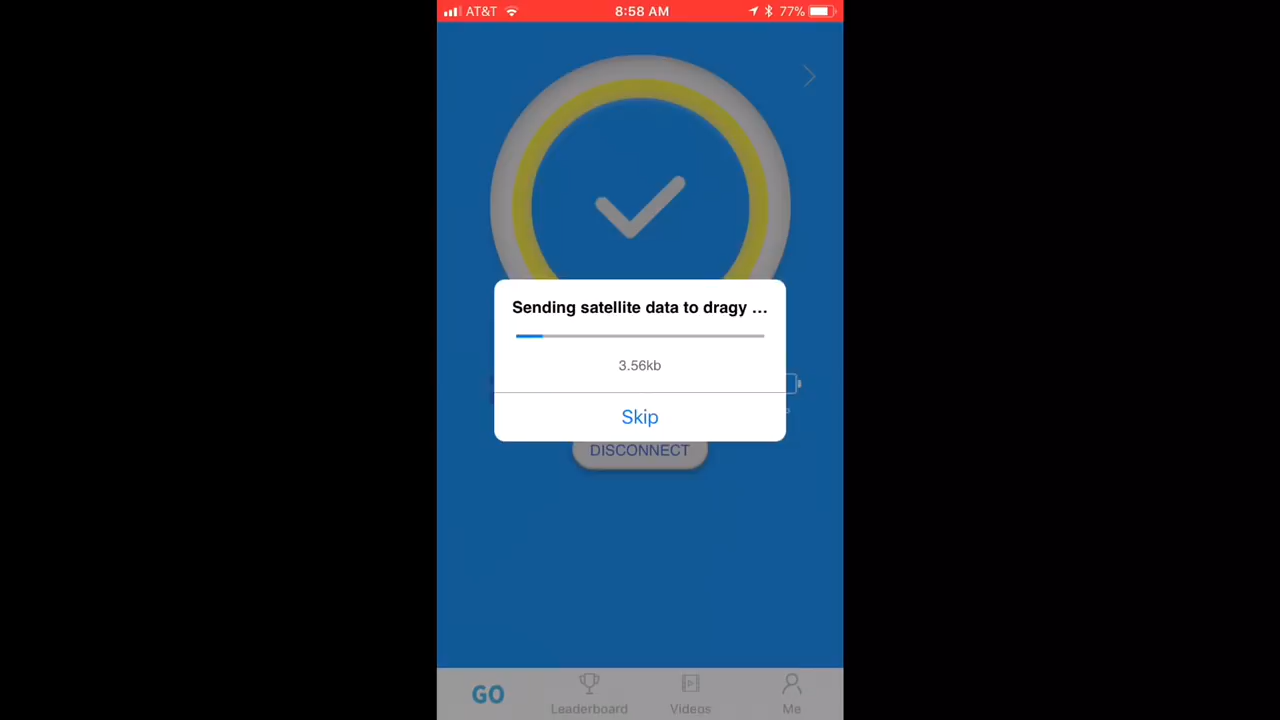 AT&T 8:58 AM 77%
Sending satellite data to dragy ...
3.56kb
Skip
DISCONNECT
GO Leaderboard Videos Me